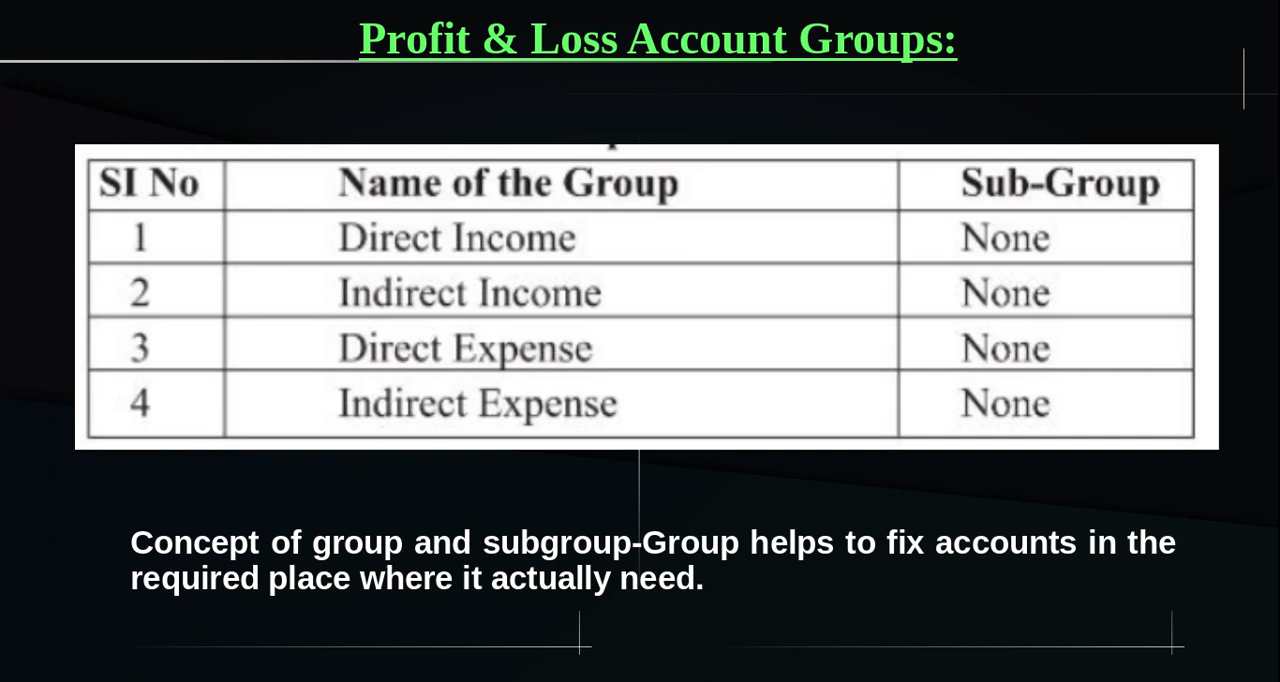 Profit & Loss Account Groups:
SI No Name of the Group Sub-Group
1 Direct Income None
2 Indirect Income None
3 Direct Expense None
4 Indirect Expense None
Concept of group and subgroup-Group helps to fix accounts in the
required place where it actually need.